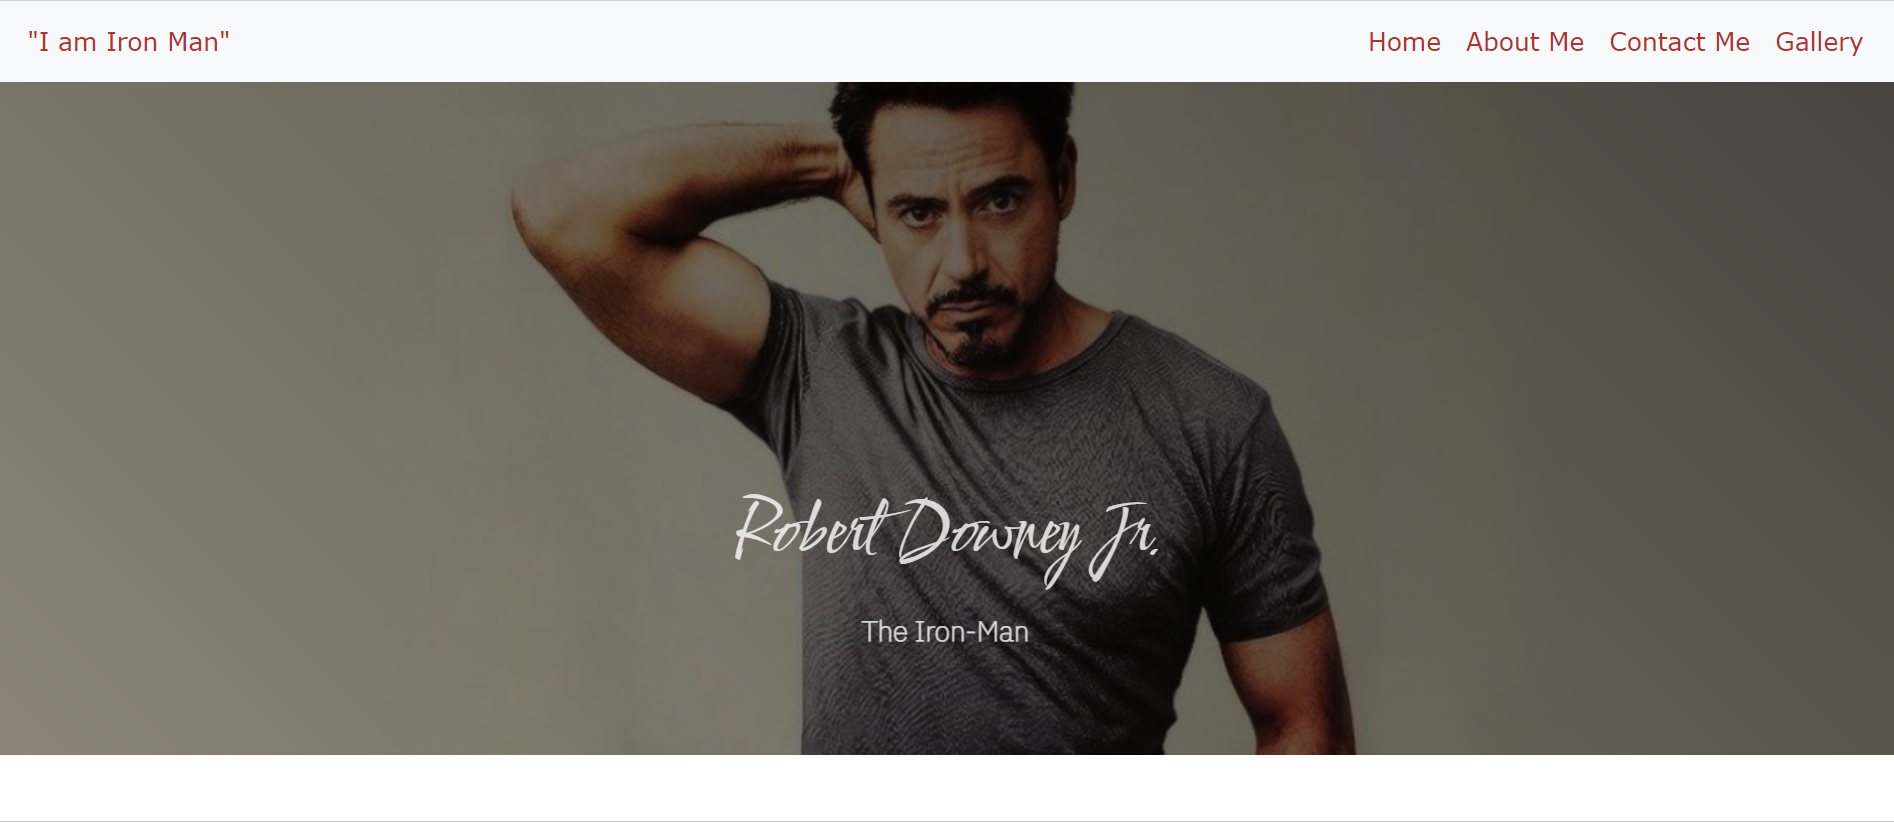 "I am Iron Man"
Home About Me Contact Me Gallery
Robert Downey Jr.
The Iron-Man